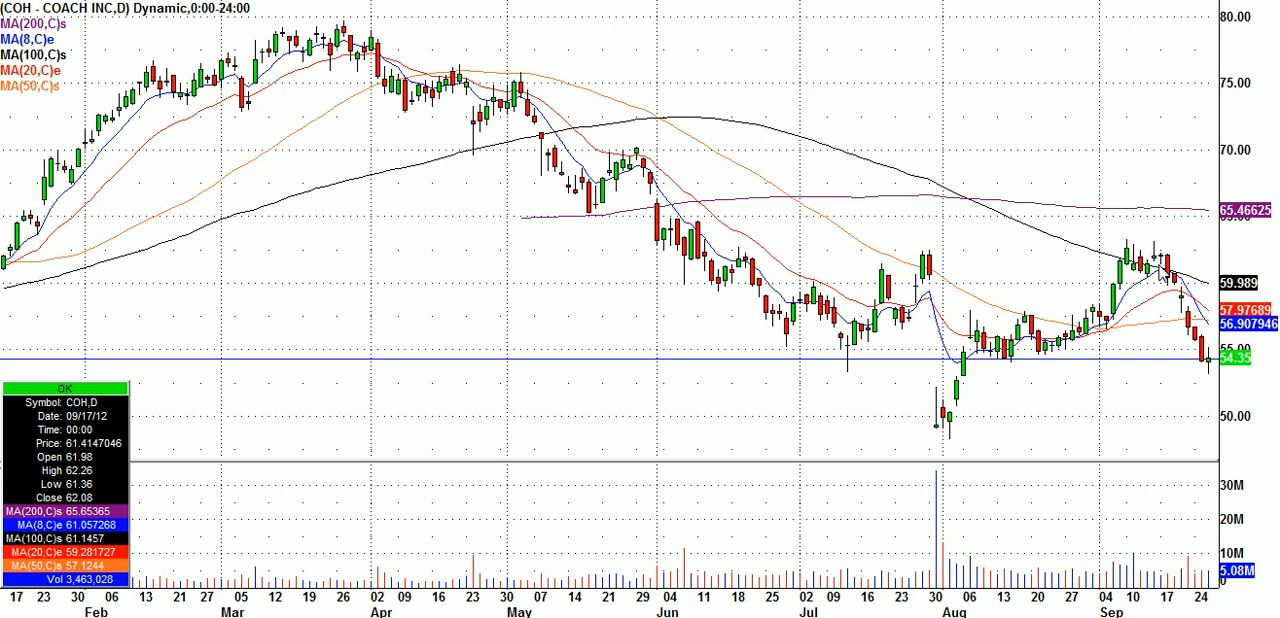 (COH - COACH INC,D) Dynamic,0:00-24:00
MA(200,C)s
MA(8,C)e
MA(100,C)s
MA(20,C)e
MA(50,C)s
80.00
75.00
70.00
65.46625
59.989
57.97689
56.907946
55.00
54.35
50.00
30M
20M
10M
5.08M
0
OK
Symbol: COH,D
Date: 09/17/12
Time: 00:00
Price: 61.4147046
Open 61.98
High 62.26
Low 61.36
Close 62.08
MA(200,C)s 65.65365
MA(8,C)e 61.057268
MA(100,C)s 61.1457
MA(20,C)e 59.281727
MA(50,C)s 57.1244
Vol 3,463,028
17 23 30 06 13 21 27 05 12 19 26 02 09 16 23 30 07 14 21 29 04 11 18 25 02 09 16 23 30 06 13 20 27 04 10 17 24
Feb Mar Apr May Jun Jul Aug Sep